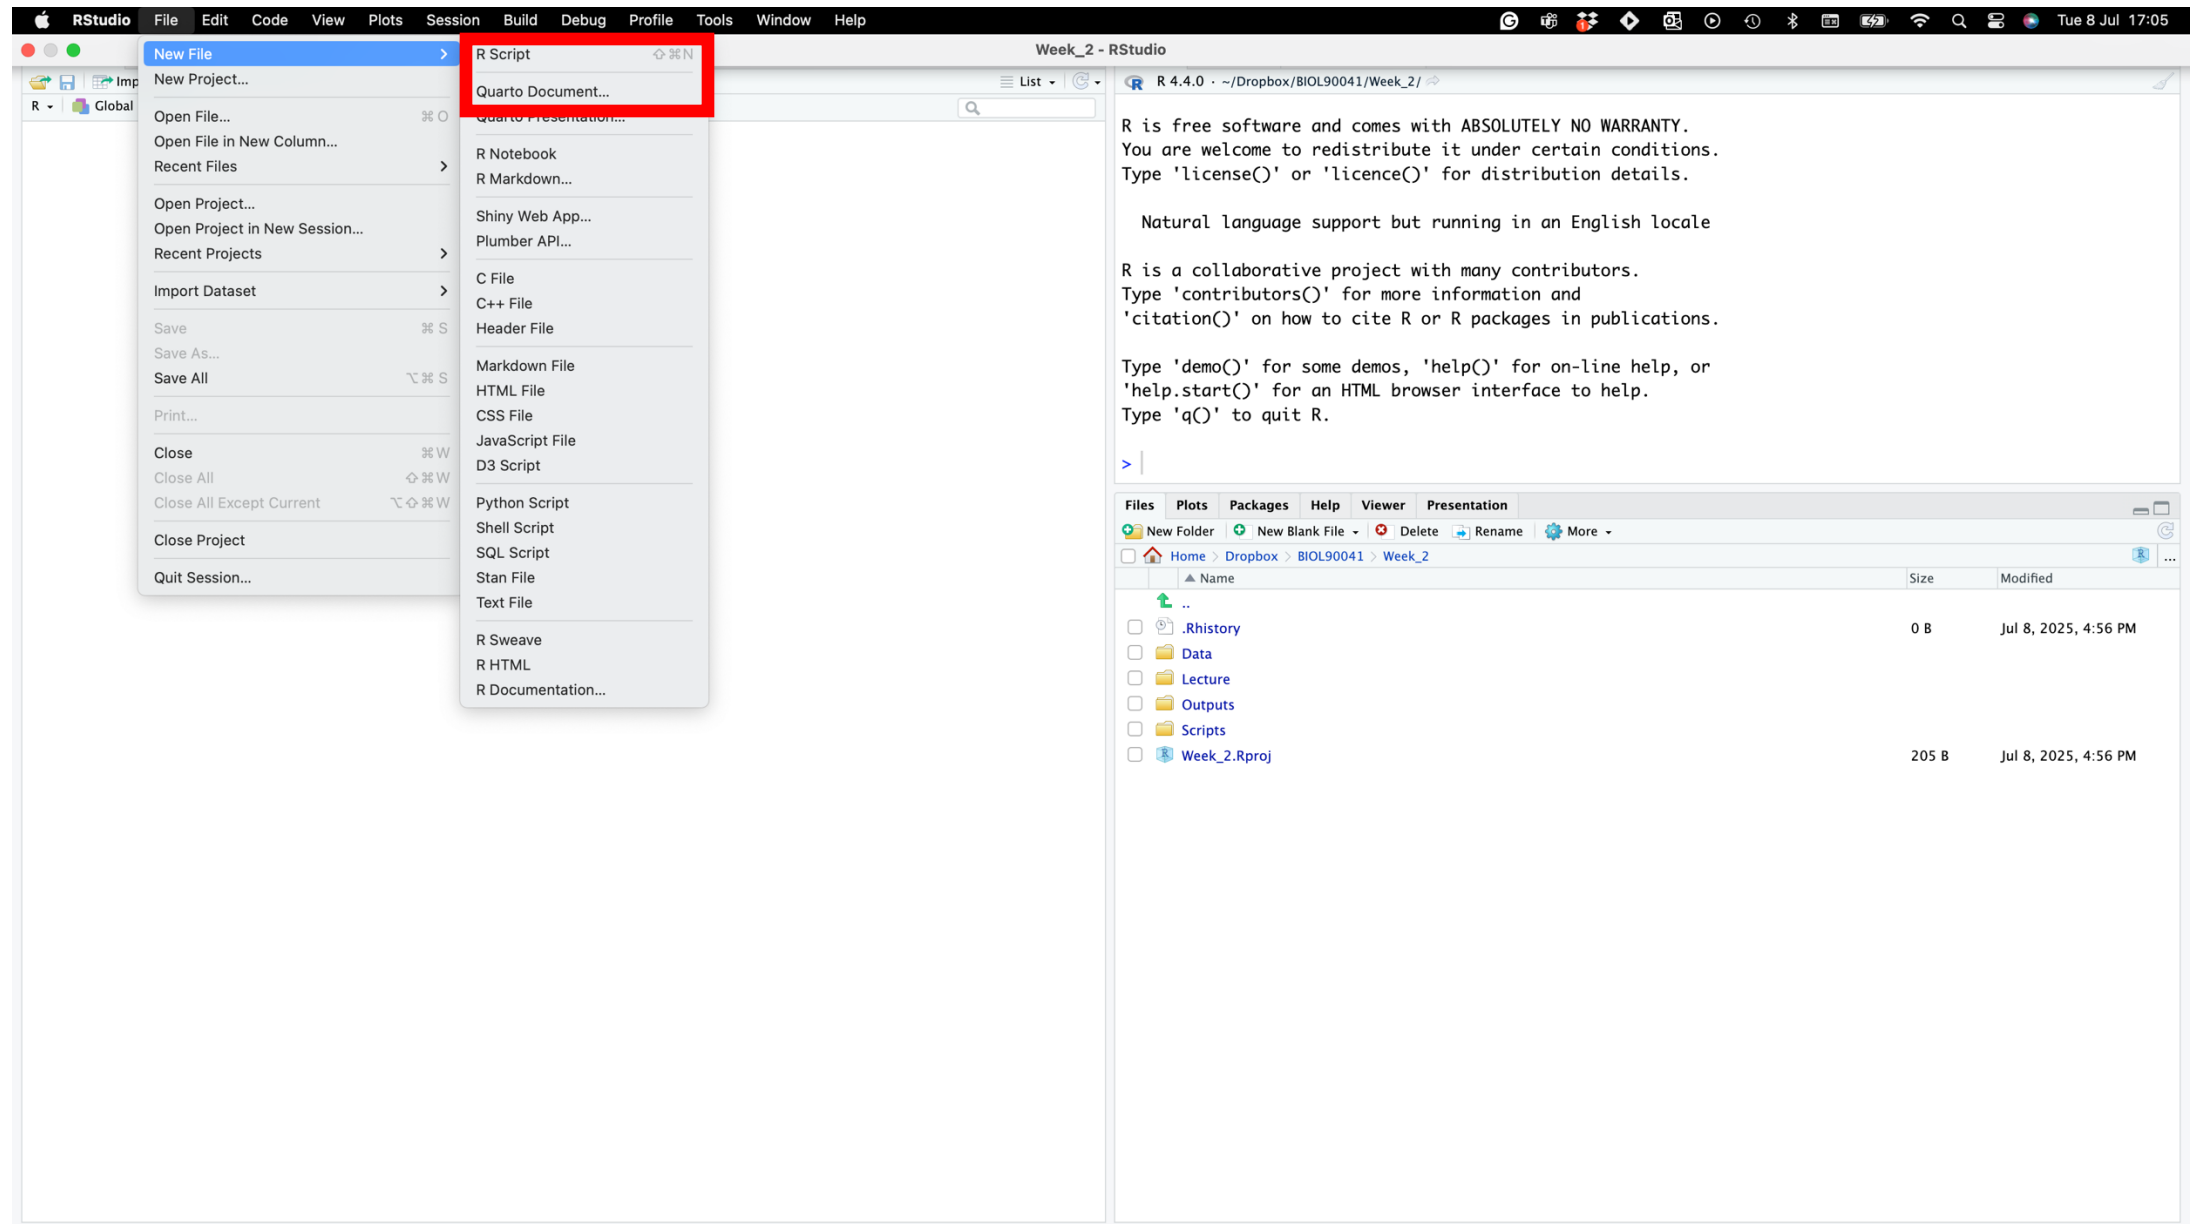 RStudio File Edit Code View Plots Session Build Debug Profile Tools Window Help Tue 8 Jul 17:05
Week_2 - RStudio
New File
New Project...
Open File... ⌘ O
Open File in New Column...
Recent Files
Open Project...
Open Project in New Session...
Recent Projects
Import Dataset
Save ⌘ S
Save As...
Save All ⌥⌘ S
Print...
Close ⌘W
Close All ⇧⌘W
Close All Except Current ⌥⇧⌘W
Close Project
Quit Session...
R Script ⇧⌘N
Quarto Document...
Quarto Presentation...
R Notebook
R Markdown...
Shiny Web App...
Plumber API...
C File
C++ File
Header File
Markdown File
HTML File
CSS File
JavaScript File
D3 Script
Python Script
Shell Script
SQL Script
Stan File
Text File
R Sweave
R HTML
R Documentation...
Imp
List
R Global
R 4.4.0 · ~/Dropbox/BIOL90041/Week_2/
R is free software and comes with ABSOLUTELY NO WARRANTY.
You are welcome to redistribute it under certain conditions.
Type 'license()' or 'licence()' for distribution details.
Natural language support but running in an English locale
R is a collaborative project with many contributors.
Type 'contributors()' for more information and
'citation()' on how to cite R or R packages in publications.
Type 'demo()' for some demos, 'help()' for on-line help, or
'help.start()' for an HTML browser interface to help.
Type 'q()' to quit R.
>
Files Plots Packages Help Viewer Presentation
New Folder New Blank File Delete Rename More
Home > Dropbox > BIOL90041 > Week_2 ...
Name Size Modified
..
.Rhistory 0 B Jul 8, 2025, 4:56 PM
Data
Lecture
Outputs
Scripts
Week_2.Rproj 205 B Jul 8, 2025, 4:56 PM